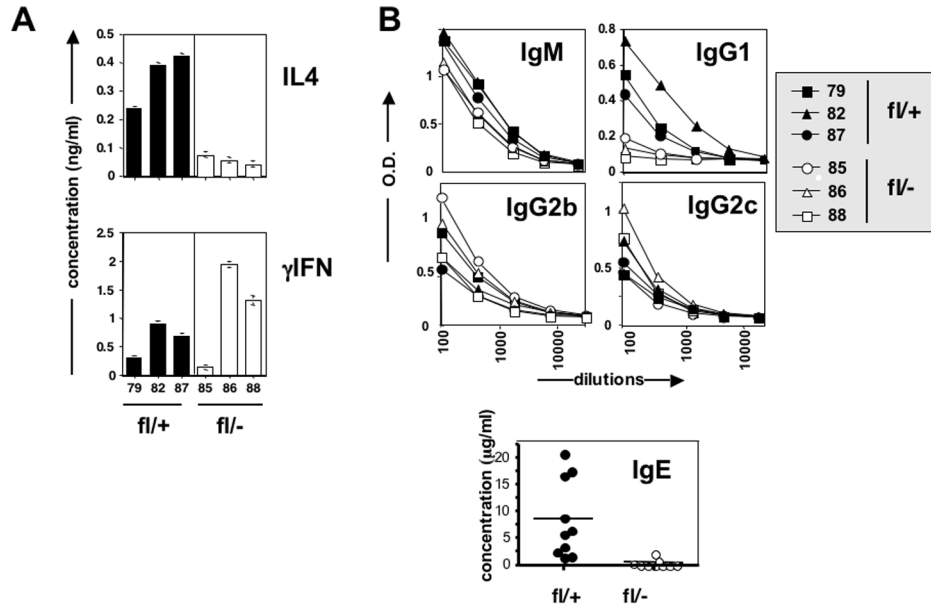 A
concentration (ng/ml)
0.5
0.4
0.3
0.2
0.1
0
IL4
2.5
2
1.5
1
0.5
0
γIFN
79 82 87 85 86 88
fl/+ fl/-
B
O.D.
1
0.5
0
IgM
0.8
0.6
0.4
0.2
0
IgG1
79
82
87
fl/+
85
86
88
fl/-
1
0.5
0
IgG2b
1
0.5
0
IgG2c
100 1000 10000 100 1000 10000
dilutions
concentration (μg/ml)
20
15
10
5
0
IgE
fl/+ fl/-